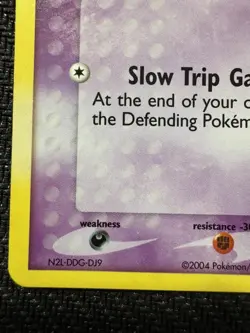 Slow Trip Ga
At the end of your o
the Defending Pokém
weakness resistance -30
N2L-DDG-DJ9 ©2004 Pokémon/